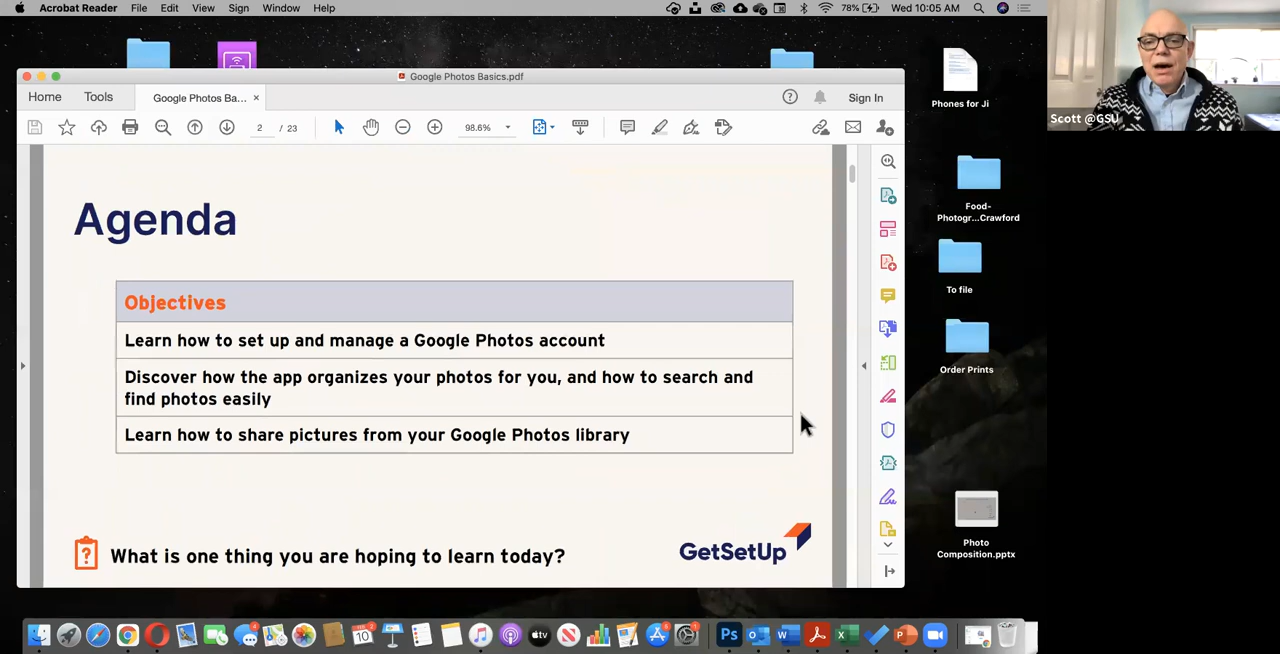 Acrobat Reader File Edit View Sign Window Help
78% Wed 10:05 AM
Google Photos Basics.pdf
Home Tools Google Photos Ba... × Sign In
2 / 23 98.6%
Agenda
Objectives
Learn how to set up and manage a Google Photos account
Discover how the app organizes your photos for you, and how to search and
find photos easily
Learn how to share pictures from your Google Photos library
? What is one thing you are hoping to learn today?
GetSetUp
Scott @GSU
Phones for Ji
Food-
Photogr...Crawford
To file
Order Prints
Photo
Composition.pptx
FEB
10
tv
Ps